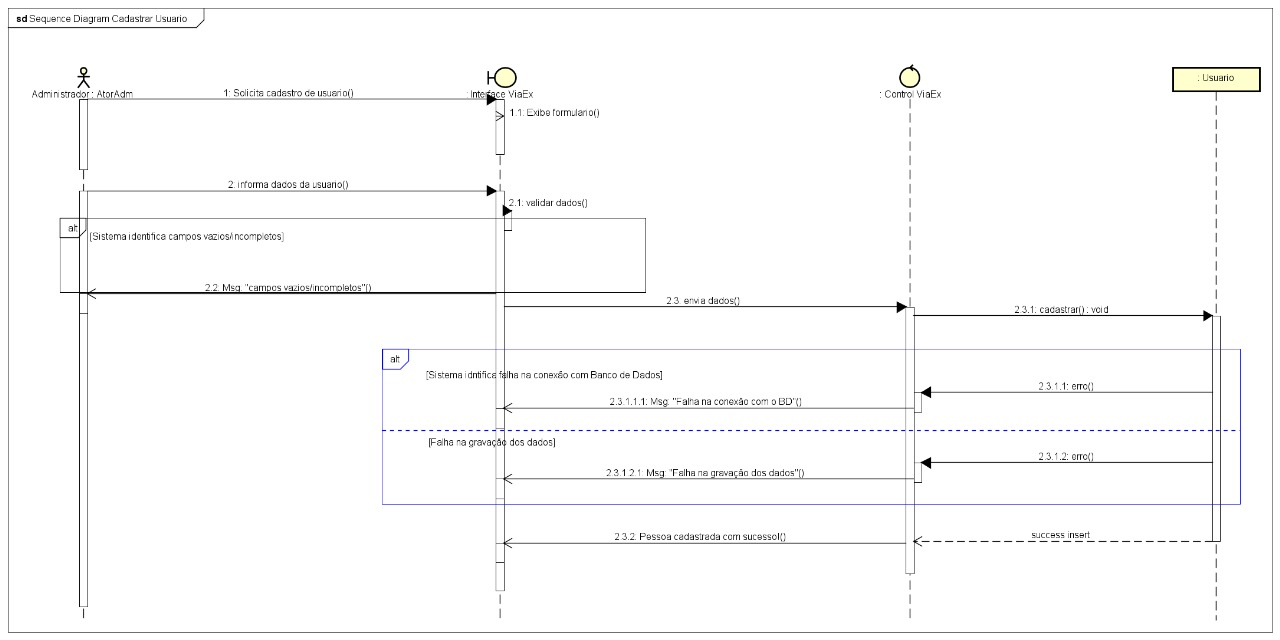 sd Sequence Diagram Cadastrar Usuario
Administrador : AtorAdm
: Interface ViaEx
: Control ViaEx
: Usuario
1: Solicita cadastro de usuario()
1.1: Exibe formulario()
2: informa dados da usuario()
2.1: validar dados()
alt
[Sistema identifica campos vazios/incompletos]
2.2: Msg: "campos vazios/incompletos"()
2.3: envia dados()
2.3.1: cadastrar() : void
alt
[Sistema idntifica falha na conexão com Banco de Dados]
2.3.1.1: erro()
2.3.1.1.1: Msg: "Falha na conexão com o BD"()
[Falha na gravação dos dados]
2.3.1.2: erro()
2.3.1.2.1: Msg: "Falha na gravação dos dados"()
success insert
2.3.2: Pessoa cadastrada com sucesso!()